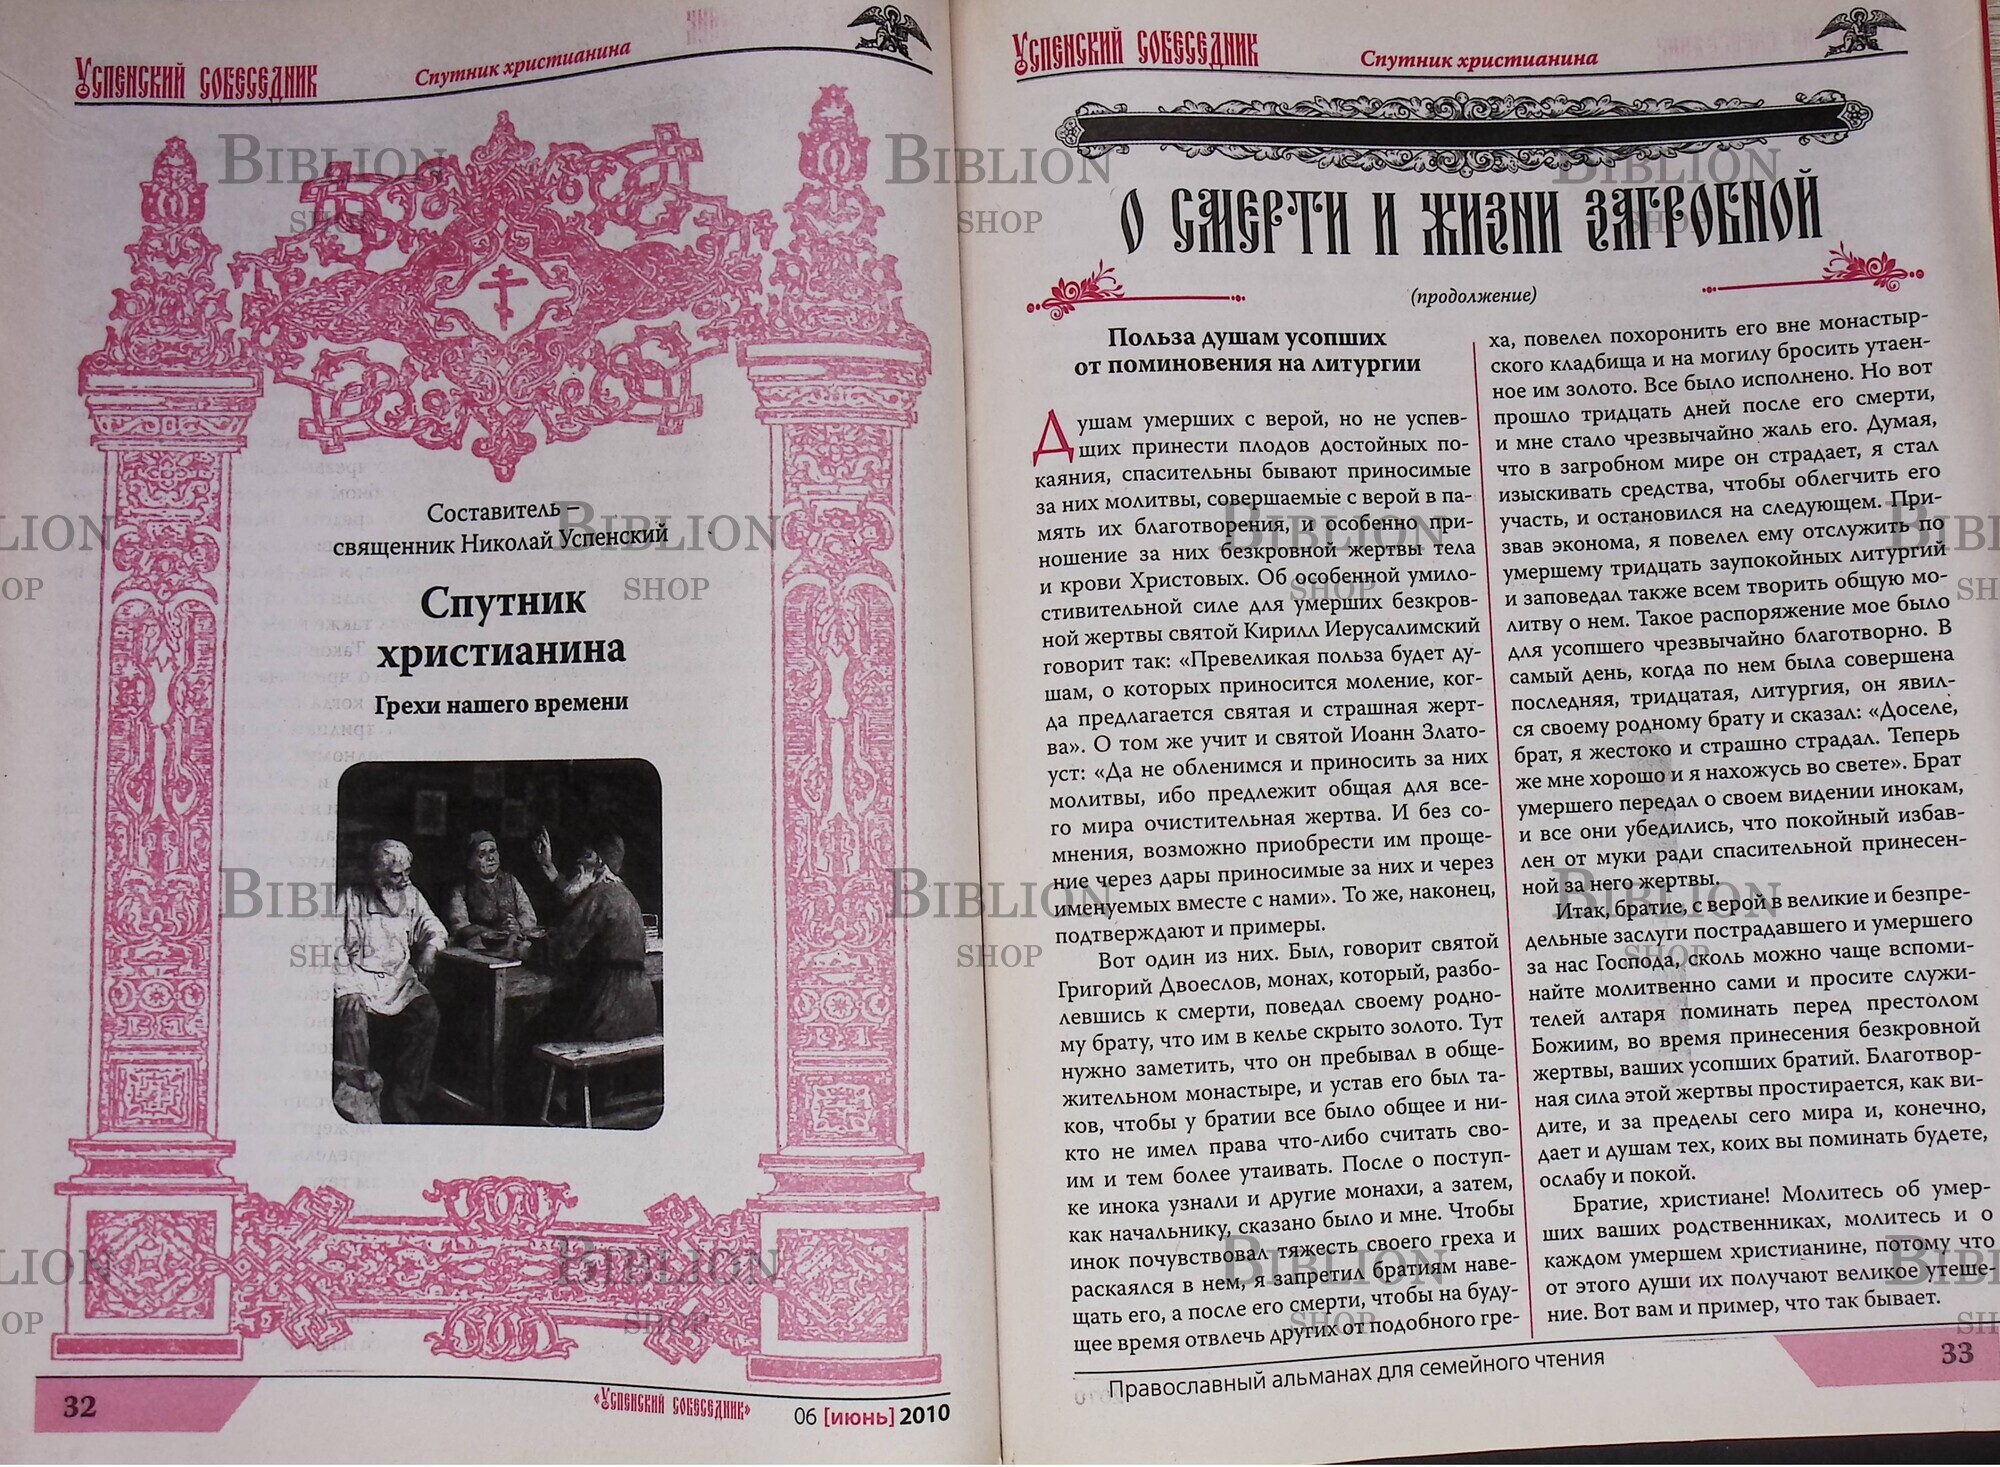 Успенский собеседник
Спутник христианина
Составитель –
священник Николай Успенский
Спутник
христианина
Грехи нашего времени
32
«Успенский собеседник»
06 [июнь] 2010
Успенский собеседник
Спутник христианина
О СМЕРТИ И ЖИЗНИ ЗАГРОБНОЙ
(продолжение)
Польза душам усопших
от поминовения на литургии
Душам умерших с верой, но не успев-
ших принести плодов достойных по-
каяния, спасительны бывают приносимые
за них молитвы, совершаемые с верой в па-
мять их благотворения, и особенно при-
ношение за них безкровной жертвы тела
и крови Христовых. Об особенной умило-
стивительной силе для умерших безкров-
ной жертвы святой Кирилл Иерусалимский
говорит так: «Превеликая польза будет ду-
шам, о которых приносится моление, ког-
да предлагается святая и страшная жерт-
ва». О том же учит и святой Иоанн Злато-
уст: «Да не обленимся и приносить за них
молитвы, ибо предлежит общая для все-
го мира очистительная жертва. И без со-
мнения, возможно приобрести им проще-
ние через дары приносимые за них и через
именуемых вместе с нами». То же, наконец,
подтверждают и примеры.
Вот один из них. Был, говорит святой
Григорий Двоеслов, монах, который, разбо-
левшись к смерти, поведал своему родно-
му брату, что им в келье скрыто золото. Тут
нужно заметить, что он пребывал в обще-
жительном монастыре, и устав его был та-
ков, чтобы у братии все было общее и ни-
кто не имел права что-либо считать сво-
им и тем более утаивать. После о поступ-
ке инока узнали и другие монахи, а затем,
как начальнику, сказано было и мне. Чтобы
инок почувствовал тяжесть своего греха и
раскаялся в нем, я запретил братиям наве-
щать его, а после его смерти, чтобы на буду-
щее время отвлечь других от подобного гре-
ха, повелел похоронить его вне монастыр-
ского кладбища и на могилу бросить утаен-
ное им золото. Все было исполнено. Но вот
прошло тридцать дней после его смерти,
и мне стало чрезвычайно жаль его. Думая,
что в загробном мире он страдает, я стал
изыскивать средства, чтобы облегчить его
участь, и остановился на следующем. При-
звав эконома, я повелел ему отслужить по
умершему тридцать заупокойных литургий
и заповедал также всем творить общую мо-
литву о нем. Такое распоряжение мое было
для усопшего чрезвычайно благотворно. В
самый день, когда по нем была совершена
последняя, тридцатая, литургия, он явил-
ся своему родному брату и сказал: «Доселе,
брат, я жестоко и страшно страдал. Теперь
же мне хорошо и я нахожусь во свете». Брат
умершего передал о своем видении инокам,
и все они убедились, что покойный избав-
лен от муки ради спасительной принесен-
ной за него жертвы.
Итак, братие, с верой в великие и безпре-
дельные заслуги пострадавшего и умершего
за нас Господа, сколь можно чаще вспоми-
найте молитвенно сами и просите служи-
телей алтаря поминать перед престолом
Божиим, во время принесения безкровной
жертвы, ваших усопших братий. Благотвор-
ная сила этой жертвы простирается, как ви-
дите, и за пределы сего мира и, конечно,
дает и душам тех, коих вы поминать будете,
ослабу и покой.
Братие, христиане! Молитесь об умер-
ших ваших родственниках, молитесь и о
каждом умершем христианине, потому что
от этого души их получают великое утеше-
ние. Вот вам и пример, что так бывает.
Православный альманах для семейного чтения
33
BIBLION
SHOP